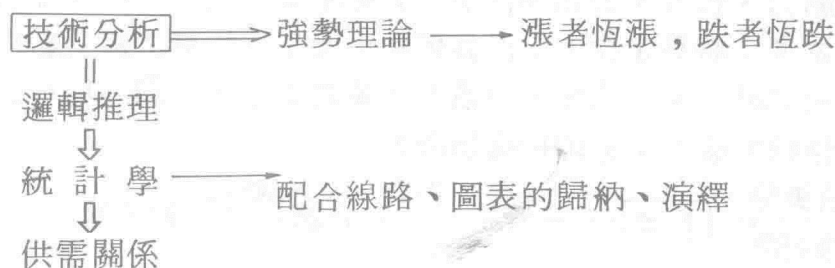 技術分析 強勢理論 漲者恆漲，跌者恆跌
邏輯推理
統計學
配合線路、圖表的歸納、演繹
供需關係